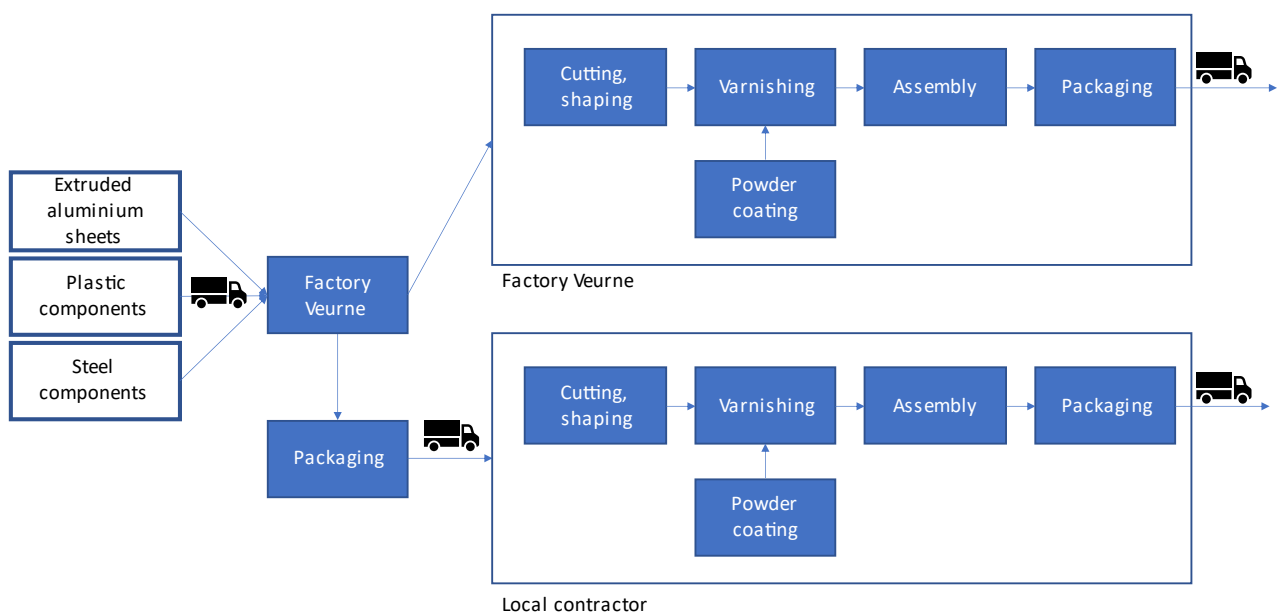 Cutting,
shaping
Varnishing
Assembly
Packaging
Powder
coating
Factory Veurne
Extruded
aluminium
sheets
Plastic
components
Steel
components
Factory
Veurne
Packaging
Cutting,
shaping
Varnishing
Assembly
Packaging
Powder
coating
Local contractor